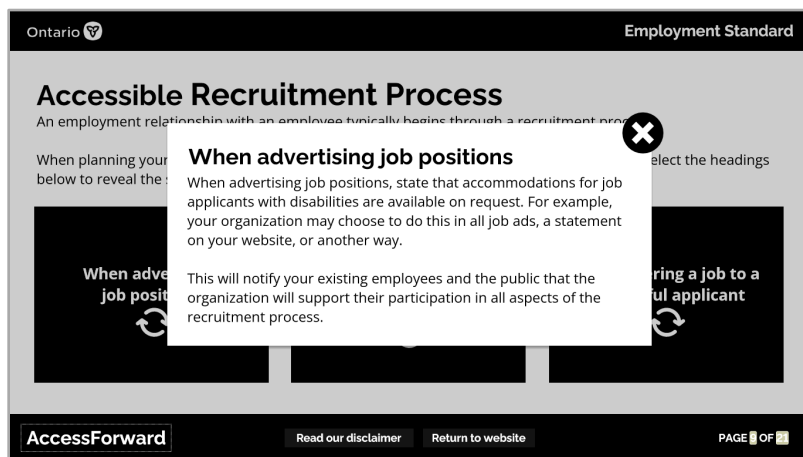 Ontario
Employment Standard
Accessible Recruitment Process
An employment relationship with an employee typically begins through a recruitment
When planning your
elect the headings
below to reveal the
When advertising job positions
When advertising job positions, state that accommodations for job
applicants with disabilities are available on request. For example,
your organization may choose to do this in all job ads, a statement
on your website, or another way.
This will notify your existing employees and the public that the
organization will support their participation in all aspects of the
recruitment process.
When adve
job posit
ering a job to a
ful applicant
AccessForward
Read our disclaimer
Return to website
PAGE 9 OF 21